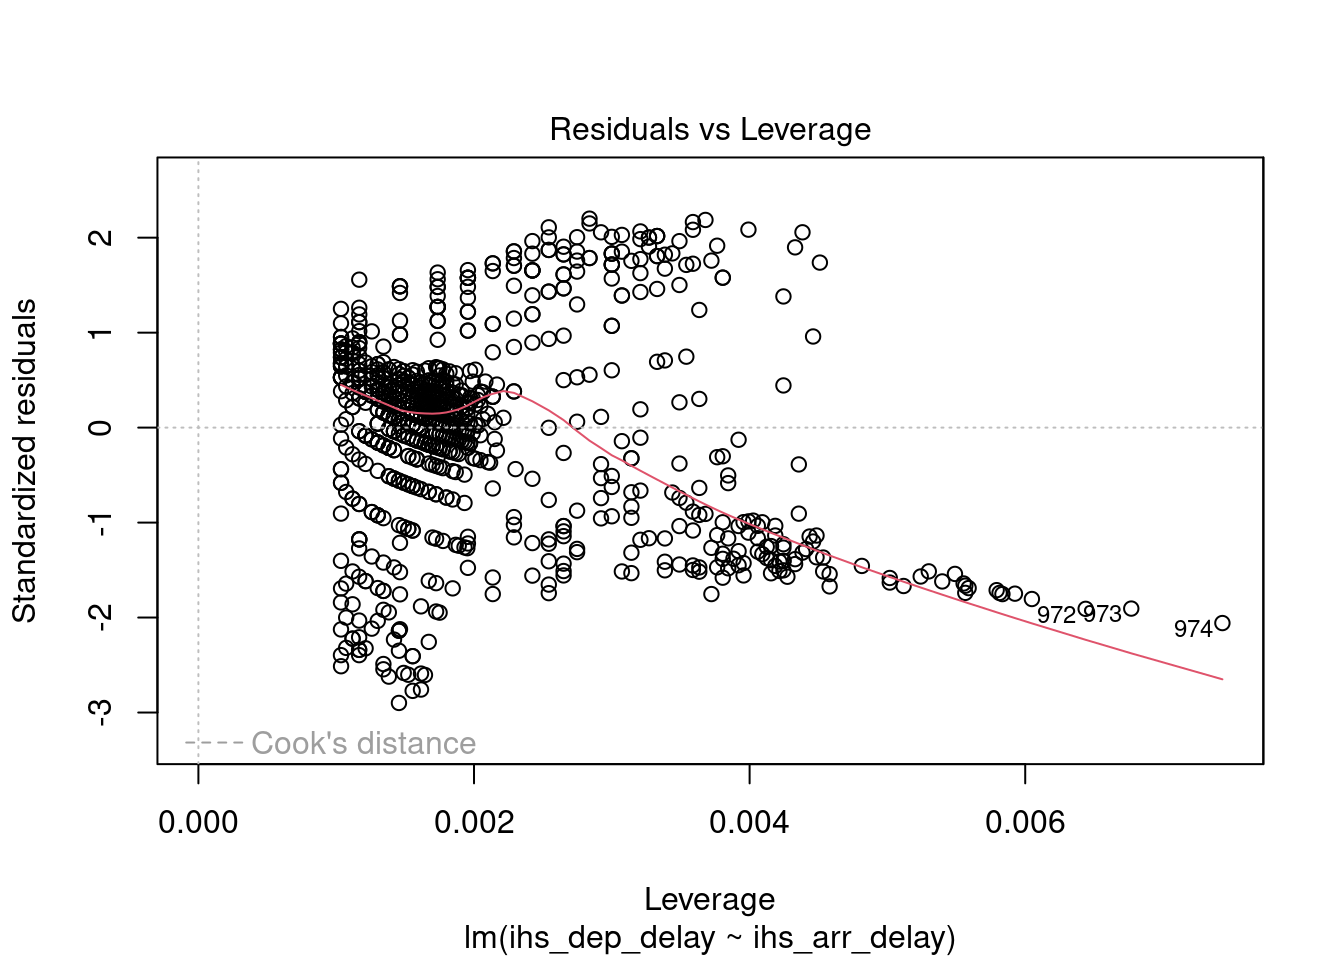 Residuals vs Leverage
Standardized residuals
2
1
0
-1
-2
-3
972
973
974
Cook's distance
0.000
0.002
0.004
0.006
Leverage
lm(ihs_dep_delay ~ ihs_arr_delay)